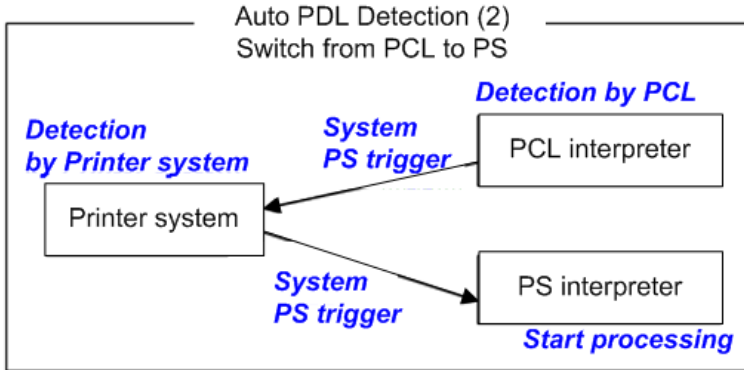 Auto PDL Detection (2)
Switch from PCL to PS
Detection by PCL
Detection
by Printer system
System
PS trigger
PCL interpreter
Printer system
System
PS trigger
PS interpreter
Start processing